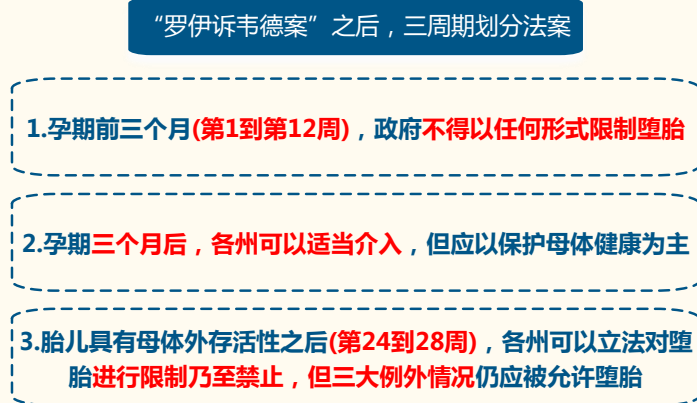 “罗伊诉韦德案”之后，三周期划分法案
1.孕期前三个月(第1到第12周)，政府不得以任何形式限制堕胎
2.孕期三个月后，各州可以适当介入，但应以保护母体健康为主
3.胎儿具有母体外存活性之后(第24到28周)，各州可以立法对堕
胎进行限制乃至禁止，但三大例外情况仍应被允许堕胎